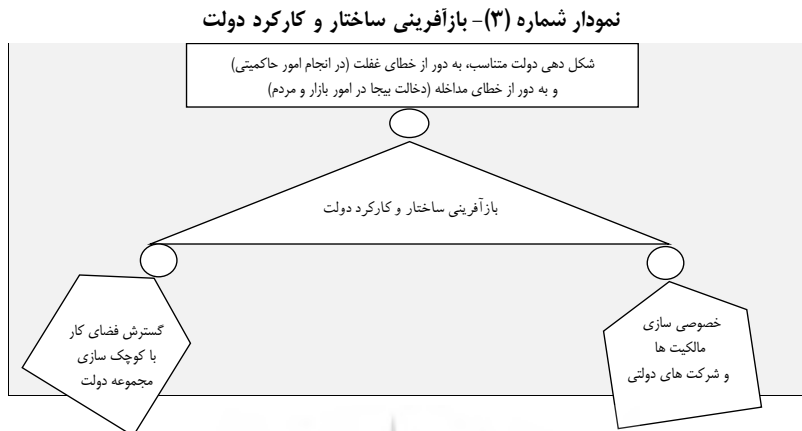 نمودار شماره (۳)- بازآفرینی ساختار و کارکرد دولت
شکل دهی دولت متناسب، به دور از خطای غفلت (در انجام امور حاکمیتی)
و به دور از خطای مداخله (دخالت بیجا در امور بازار و مردم)
بازآفرینی ساختار و کارکرد دولت
خصوصی سازی
مالکیت ها
و شرکت های دولتی
گسترش فضای کار
با کوچک سازی
مجموعه دولت